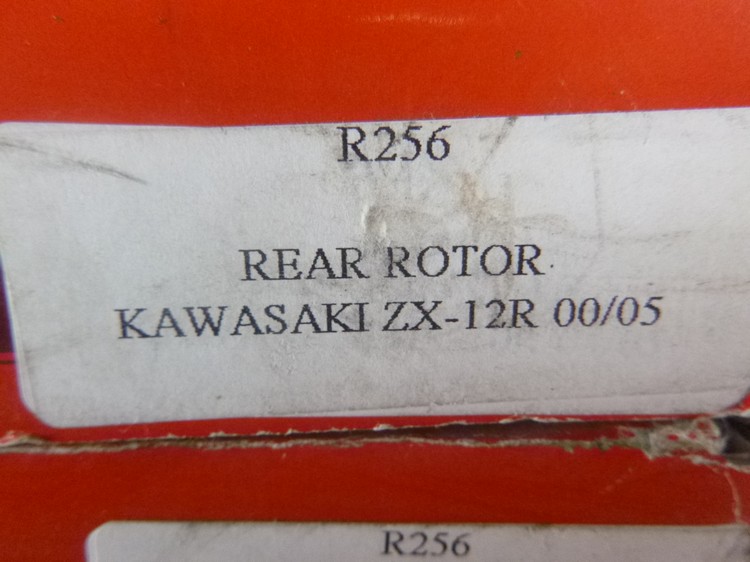 R256
REAR ROTOR
KAWASAKI ZX-12R 00/05
R256